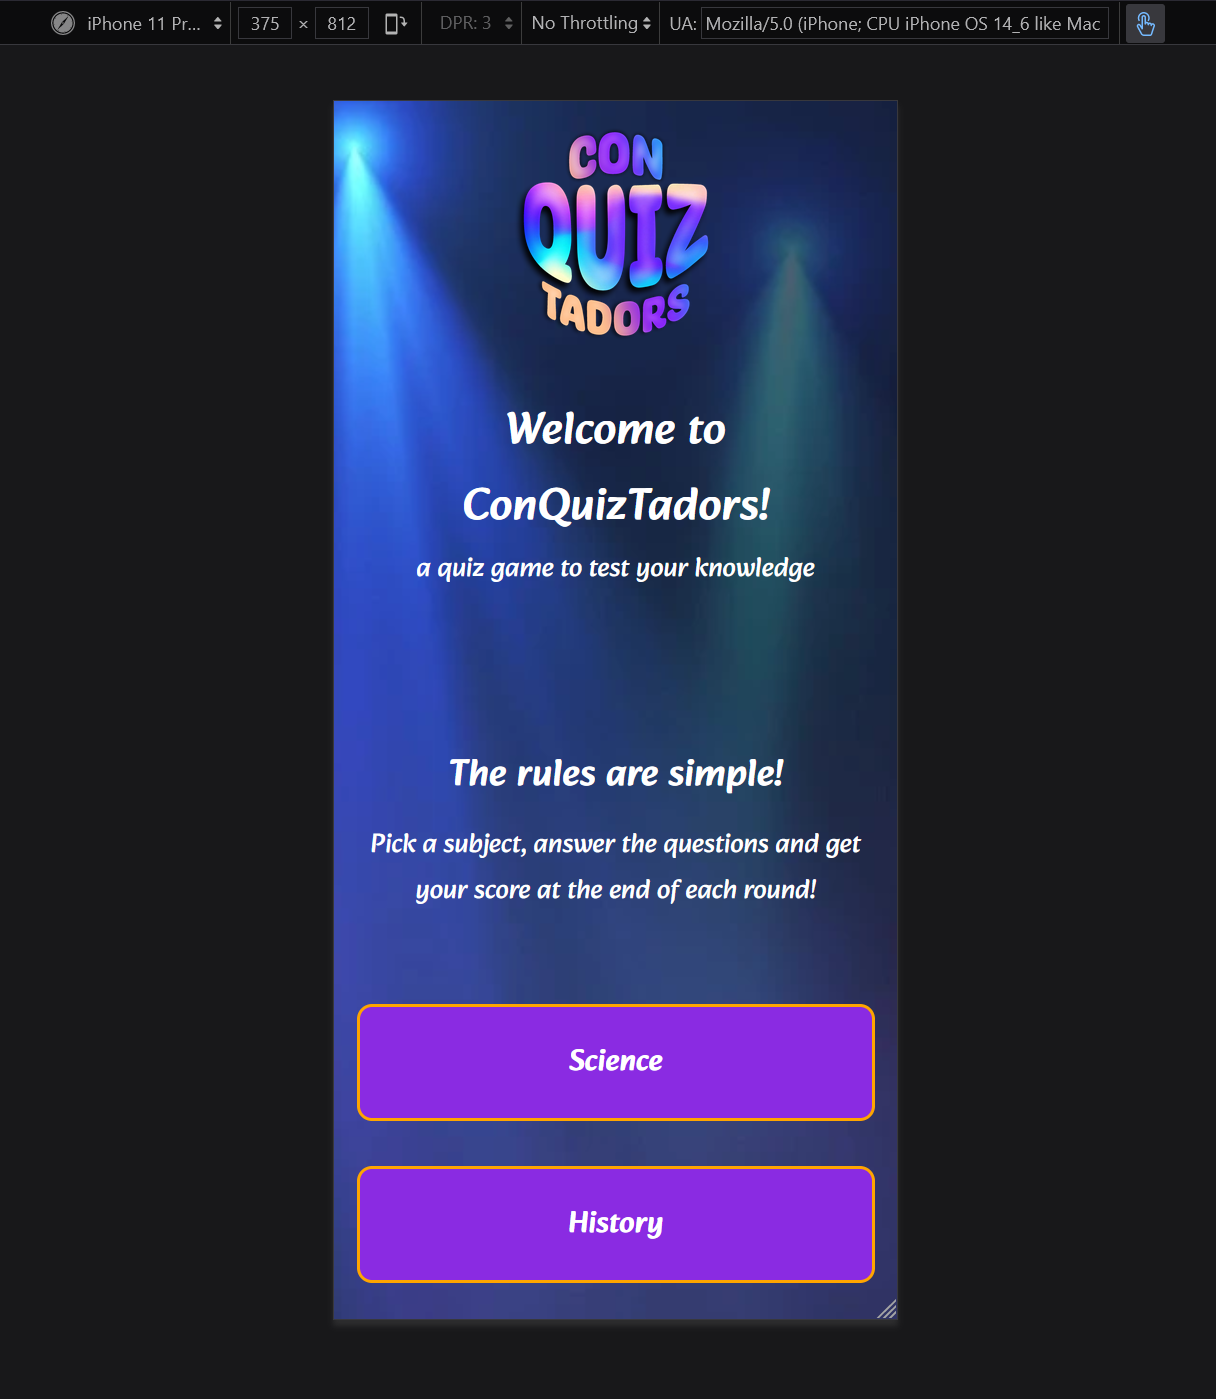 iPhone 11 Pr... 375 × 812 DPR: 3 No Throttling UA: Mozilla/5.0 (iPhone; CPU iPhone OS 14_6 like Mac
CON
QUIZ
TADORS
Welcome to
ConQuizTadors!
a quiz game to test your knowledge
The rules are simple!
Pick a subject, answer the questions and get
your score at the end of each round!
Science
History